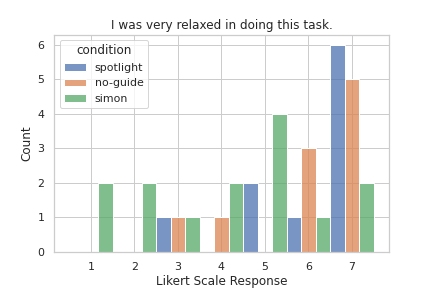 I was very relaxed in doing this task.
condition
spotlight
no-guide
simon
Count
6
5
4
3
2
1
0
1 2 3 4 5 6 7
Likert Scale Response